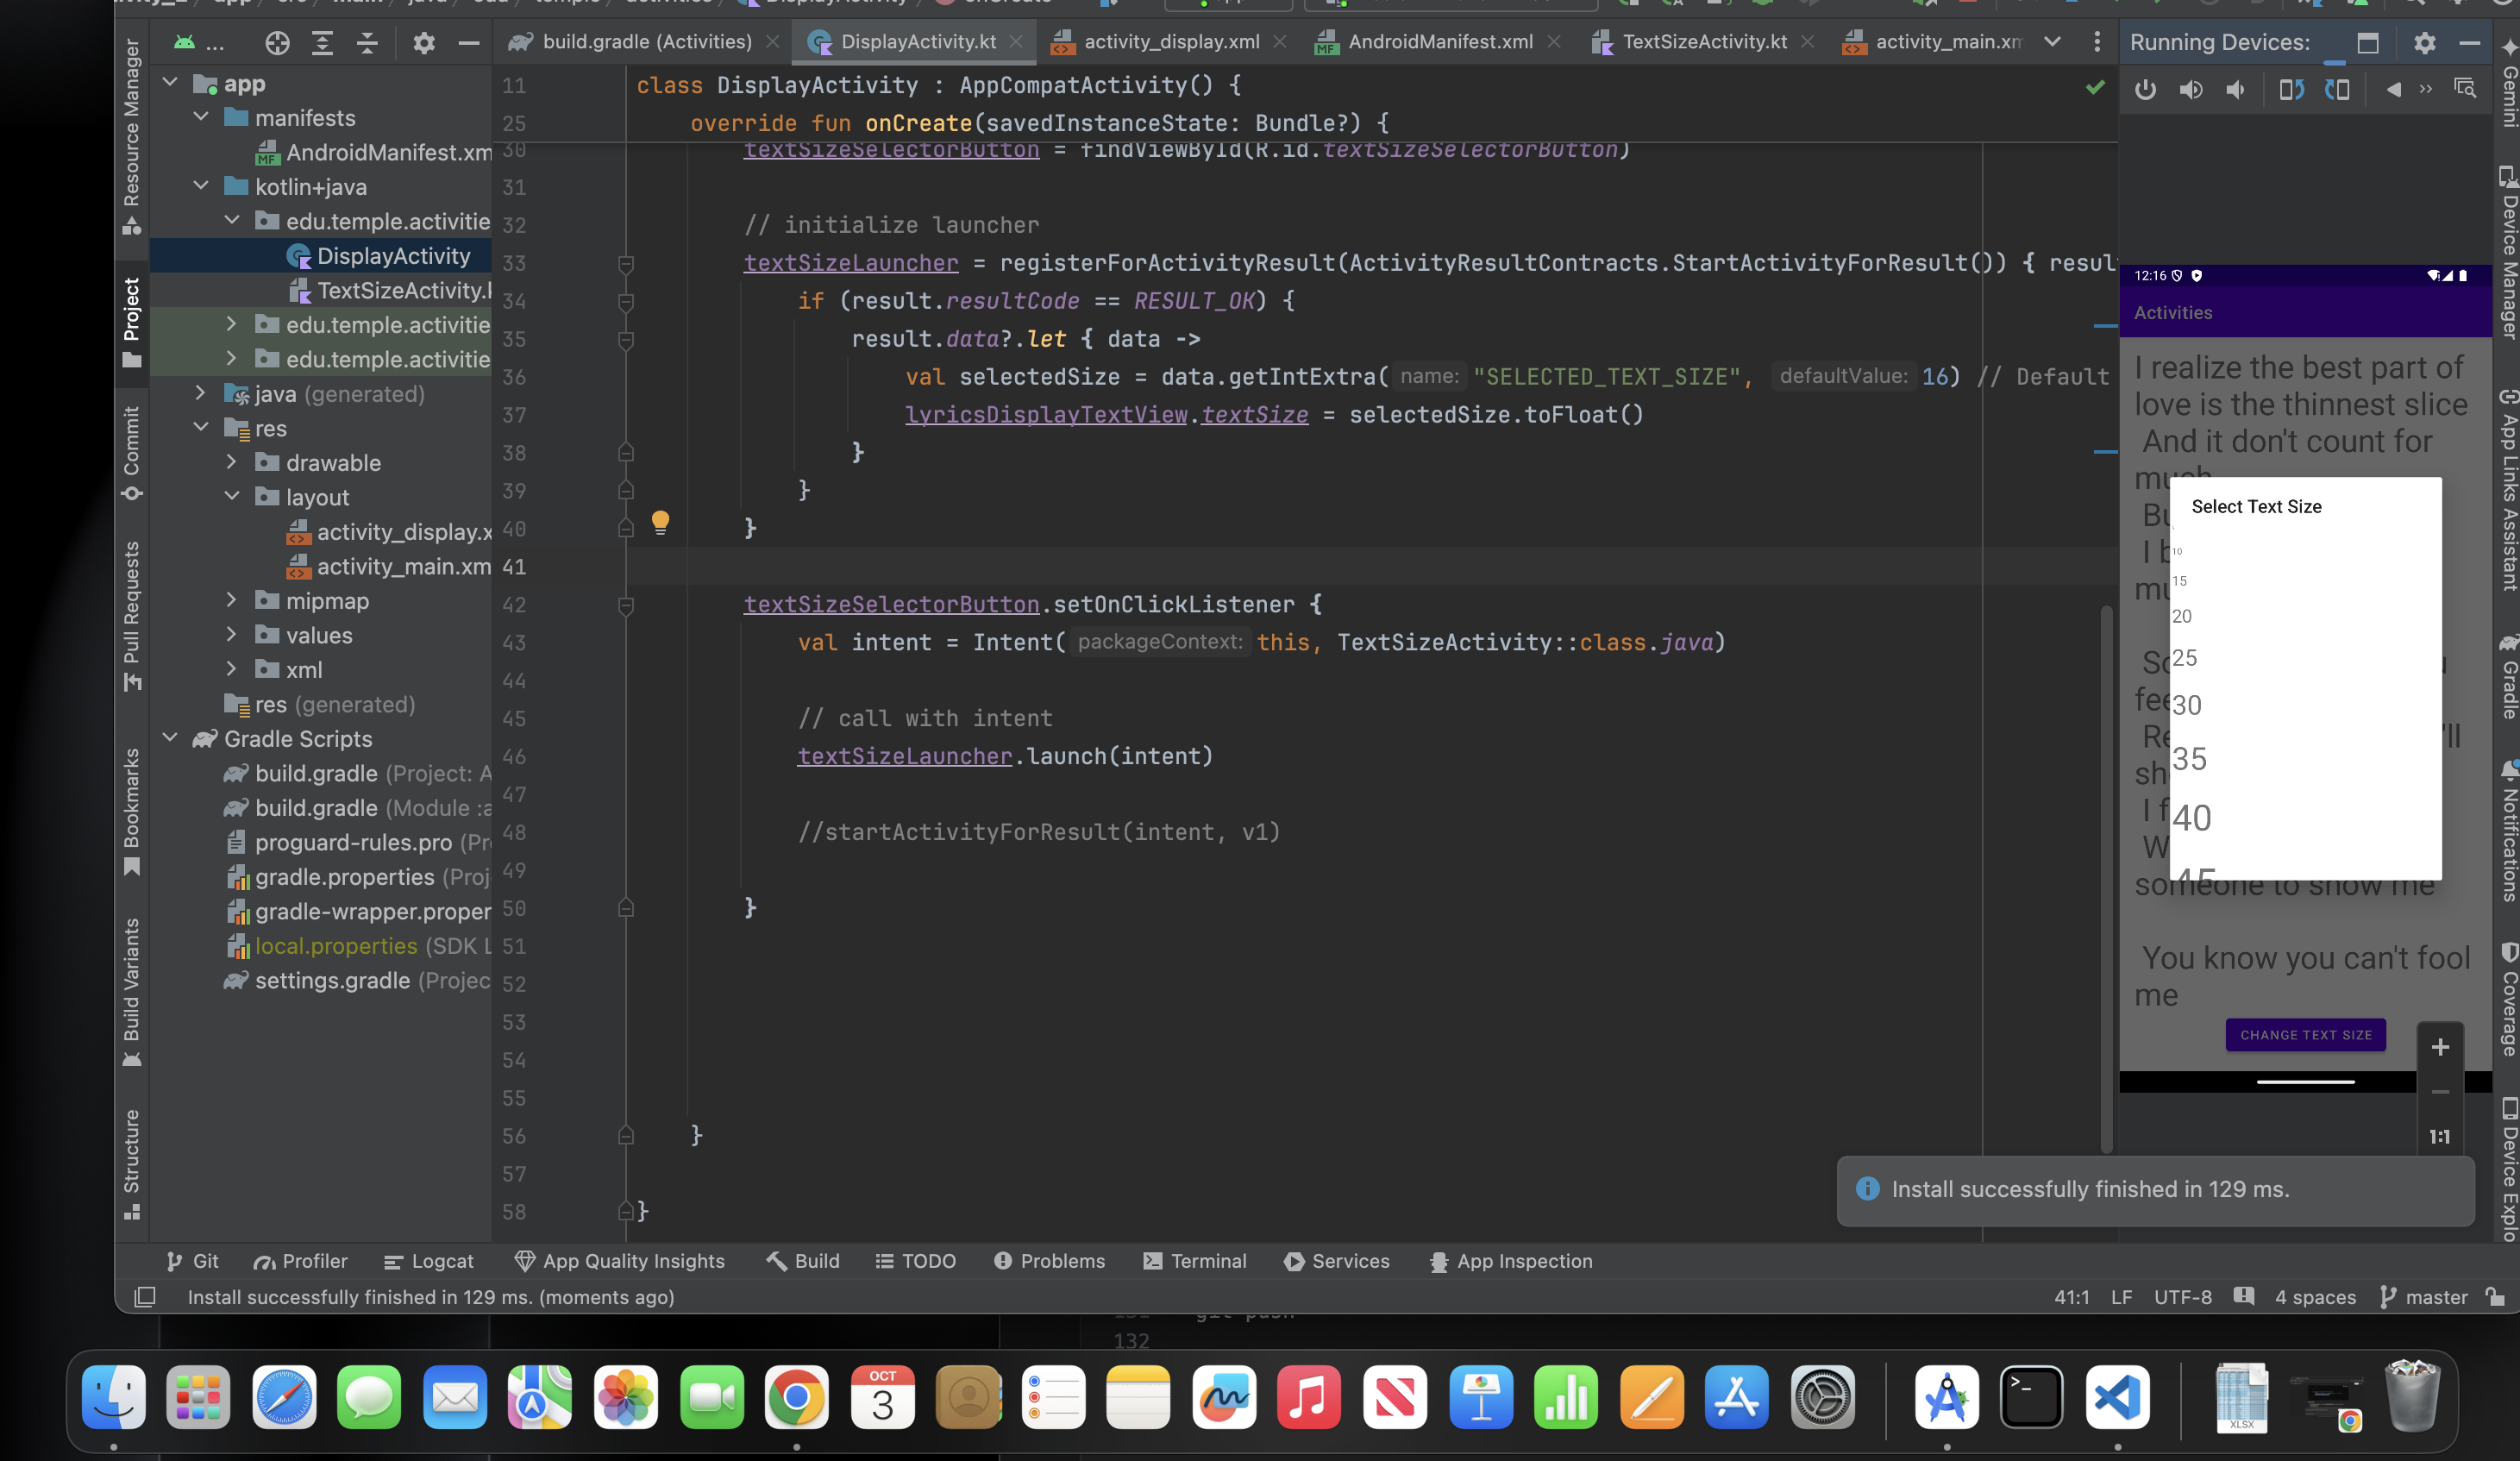 build.gradle (Activities)
DisplayActivity.kt
activity_display.xml
AndroidManifest.xml
TextSizeActivity.kt
activity_main.xm
Running Devices:
Resource Manager
Project
Commit
Pull Requests
Bookmarks
Build Variants
Structure
...
app
manifests
AndroidManifest.xm
kotlin+java
edu.temple.activitie
DisplayActivity
TextSizeActivity.k
edu.temple.activitie
edu.temple.activitie
java (generated)
res
drawable
layout
activity_display.x
activity_main.xm
mipmap
values
xml
res (generated)
Gradle Scripts
build.gradle (Project: A
build.gradle (Module :a
proguard-rules.pro (Pr
gradle.properties (Proj
gradle-wrapper.proper
local.properties (SDK L
settings.gradle (Projec
11 class DisplayActivity : AppCompatActivity() {
25 override fun onCreate(savedInstanceState: Bundle?) {
30 textSizeSelectorButton = findViewById(R.id.textSizeSelectorButton)
31
32 // initialize launcher
33 textSizeLauncher = registerForActivityResult(ActivityResultContracts.StartActivityForResult()) { resul
34 if (result.resultCode == RESULT_OK) {
35 result.data?.let { data ->
36 val selectedSize = data.getIntExtra( name: "SELECTED_TEXT_SIZE", defaultValue: 16) // Default
37 lyricsDisplayTextView.textSize = selectedSize.toFloat()
38 }
39 }
40 }
41
42 textSizeSelectorButton.setOnClickListener {
43 val intent = Intent( packageContext: this, TextSizeActivity::class.java)
44
45 // call with intent
46 textSizeLauncher.launch(intent)
47
48 //startActivityForResult(intent, v1)
49
50 }
51
52
53
54
55
56 }
57
58 }
12:16
Activities
I realize the best part of
love is the thinnest slice
And it don't count for
Select Text Size
10
15
20
25
30
35
40
45
someone to show me
You know you can't fool
me
CHANGE TEXT SIZE
1:1
Gemini
Device Manager
App Links Assistant
Gradle
Notifications
Coverage
Device Explo
Install successfully finished in 129 ms.
Git
Profiler
Logcat
App Quality Insights
Build
TODO
Problems
Terminal
Services
App Inspection
Install successfully finished in 129 ms. (moments ago)
41:1
LF
UTF-8
4 spaces
master
132
OCT
3
XLSX